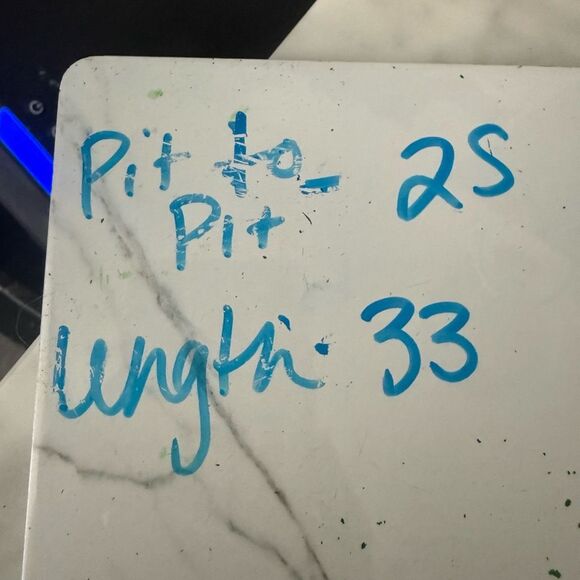 Pit to - 25
Pit
length: 33